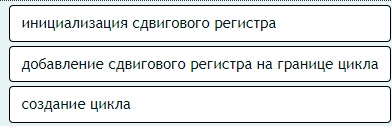 инициализация сдвигового регистра
добавление сдвигового регистра на границе цикла
создание цикла